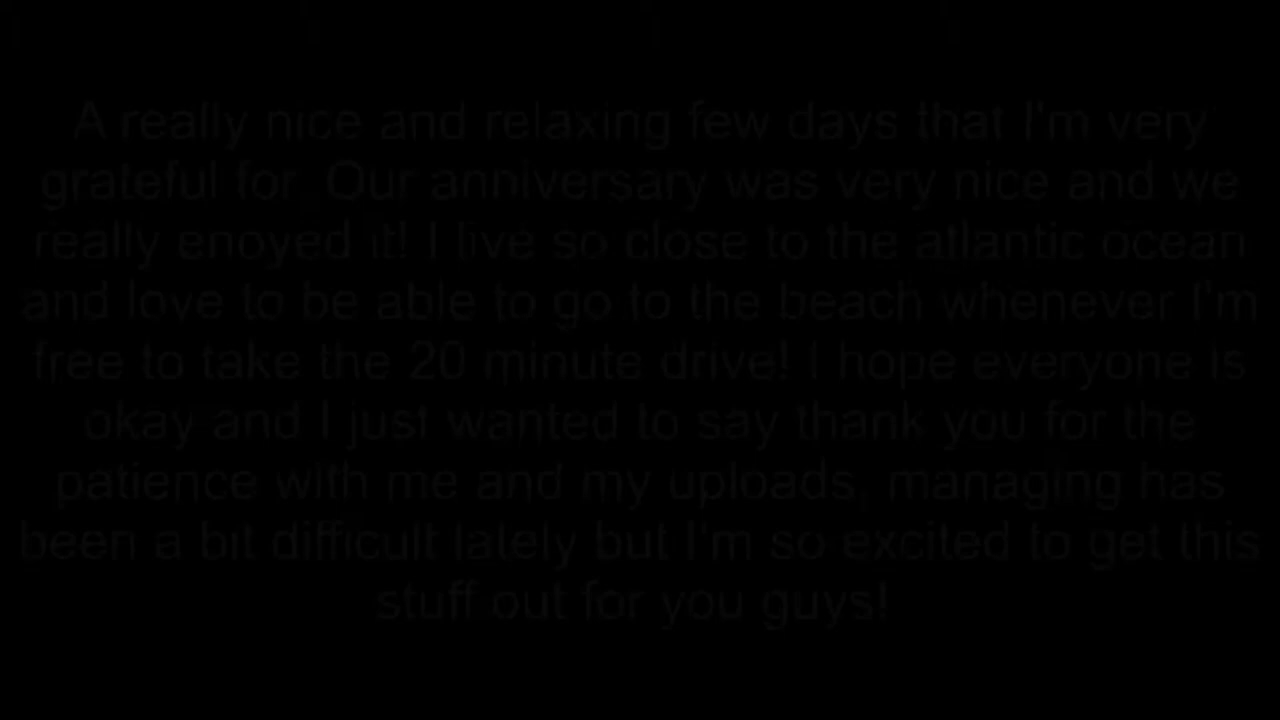 A really nice and relaxing few days that I'm very
grateful for. Our anniversary was very nice and we
really enoyed it! I live so close to the atlantic ocean
and love to be able to go to the beach whenever I'm
free to take the 20 minute drive! I hope everyone is
okay and I just wanted to say thank you for the
patience with me and my uploads, managing has
been a bit difficult lately but I'm so excited to get this
stuff out for you guys!